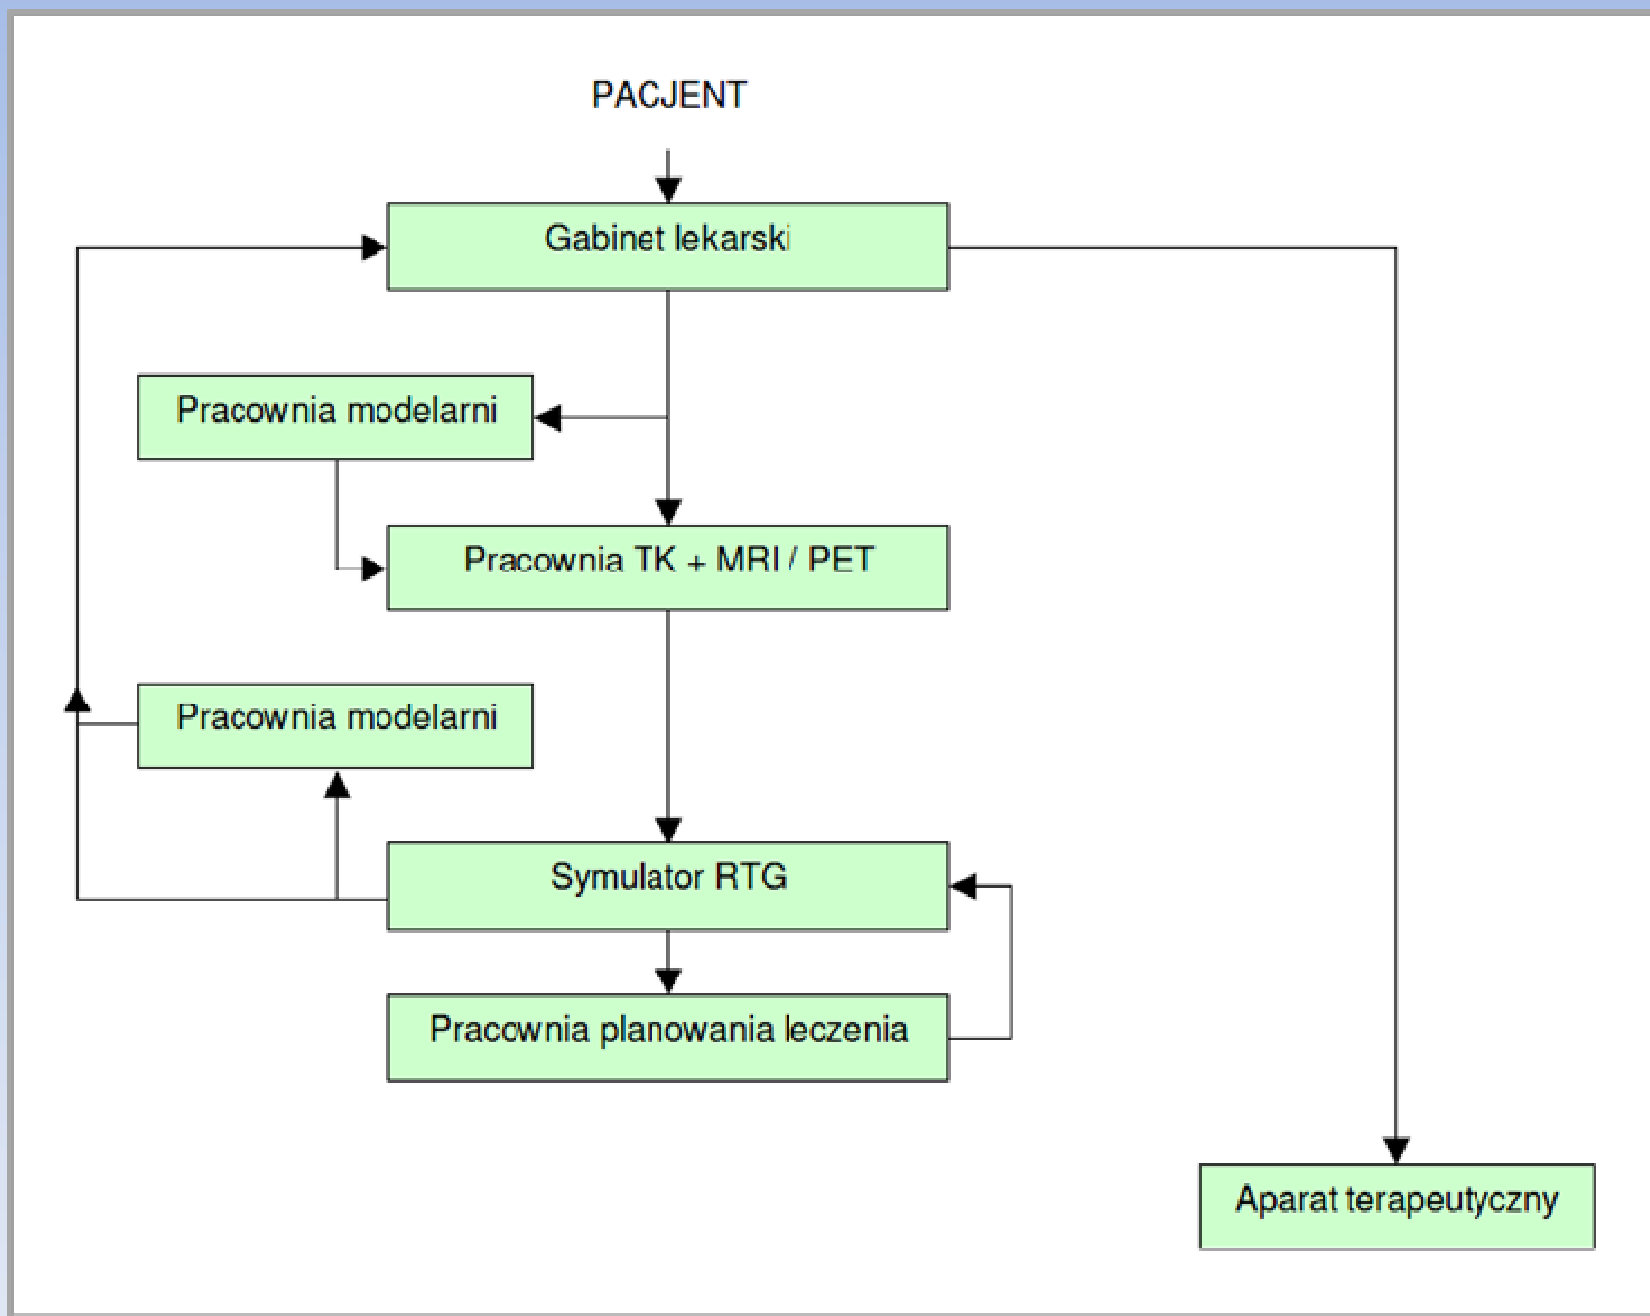 PACJENT
Gabinet lekarski
Pracownia modelarni
Pracownia TK + MRI / PET
Pracownia modelarni
Symulator RTG
Pracownia planowania leczenia
Aparat terapeutyczny